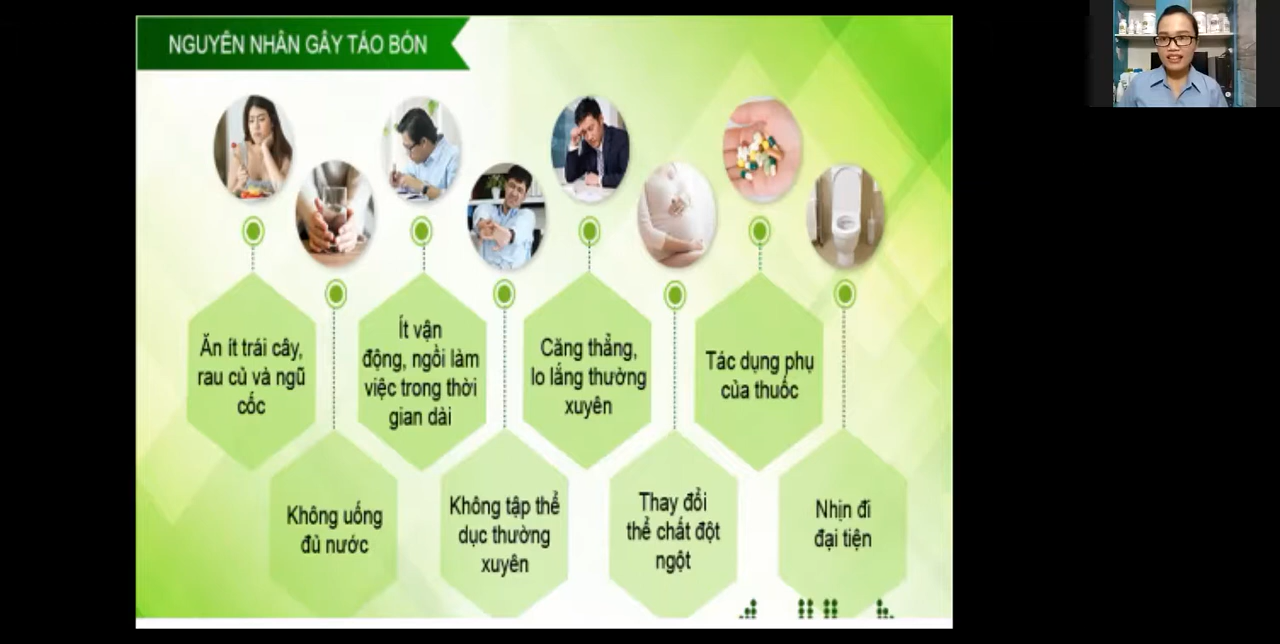 NGUYÊN NHÂN GÂY TÁO BÓN
Ăn ít trái cây,
rau củ và ngũ
cốc
Không uống
đủ nước
Ít vận
động, ngồi làm
việc trong thời
gian dài
Không tập thể
dục thường
xuyên
Căng thẳng,
lo lắng thường
xuyên
Thay đổi
thể chất đột
ngột
Tác dụng phụ
của thuốc
Nhịn đi
đại tiện